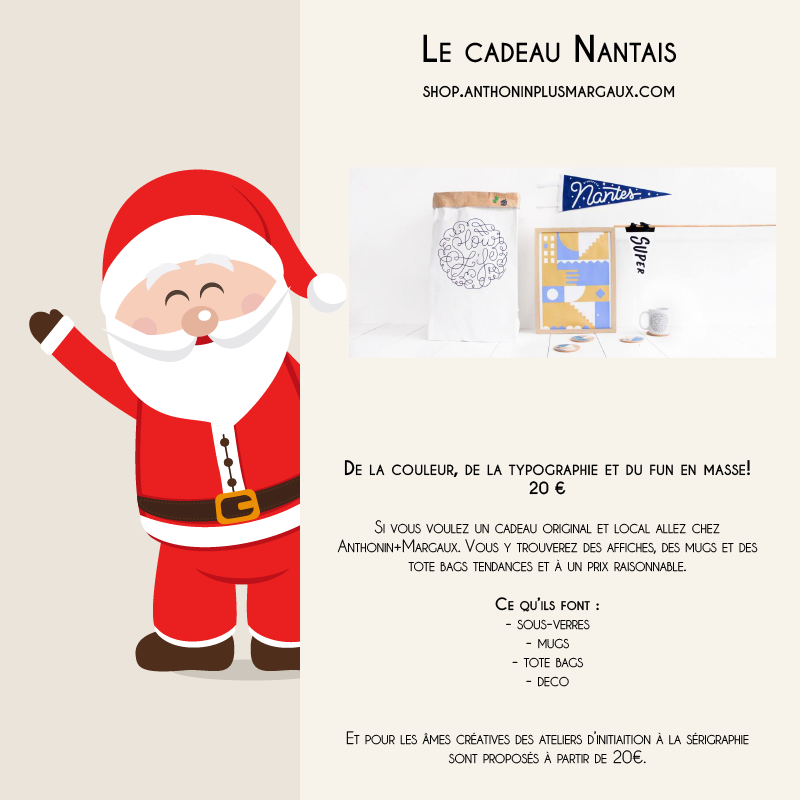 Le cadeau Nantais
shop.anthoninplusmargaux.com
Nantes
Slow
Life
Super
De la couleur, de la typographie et du fun en masse!
20 €
Si vous voulez un cadeau original et local allez chez
Anthonin+Margaux. Vous y trouverez des affiches, des mugs et des
tote bags tendances et à un prix raisonnable.
Ce qu'ils font :
- sous-verres
- mugs
- tote bags
- deco
Et pour les âmes créatives des ateliers d'initiaition à la sérigraphie
sont proposés à partir de 20€.